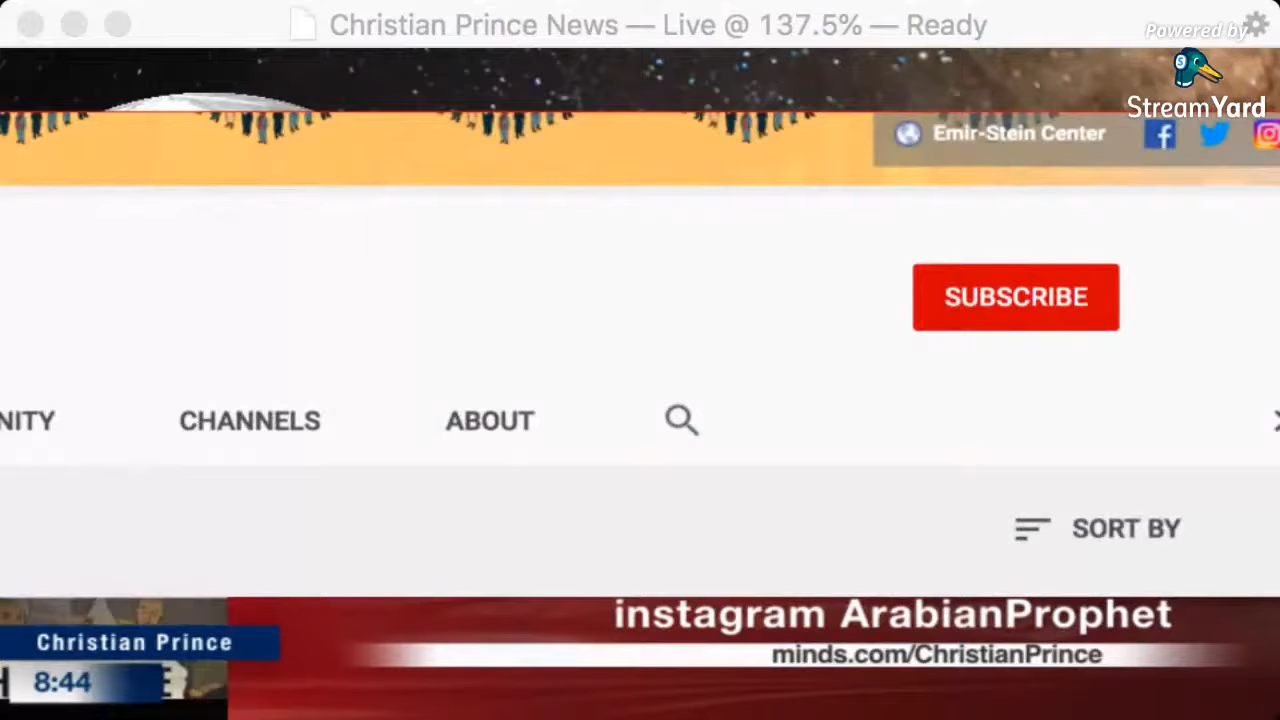 Christian Prince News — Live @ 137.5% — Ready
Powered by
StreamYard
Emir-Stein Center
SUBSCRIBE
NITY CHANNELS ABOUT
SORT BY
instagram ArabianProphet
Christian Prince
minds.com/ChristianPrince
8:44